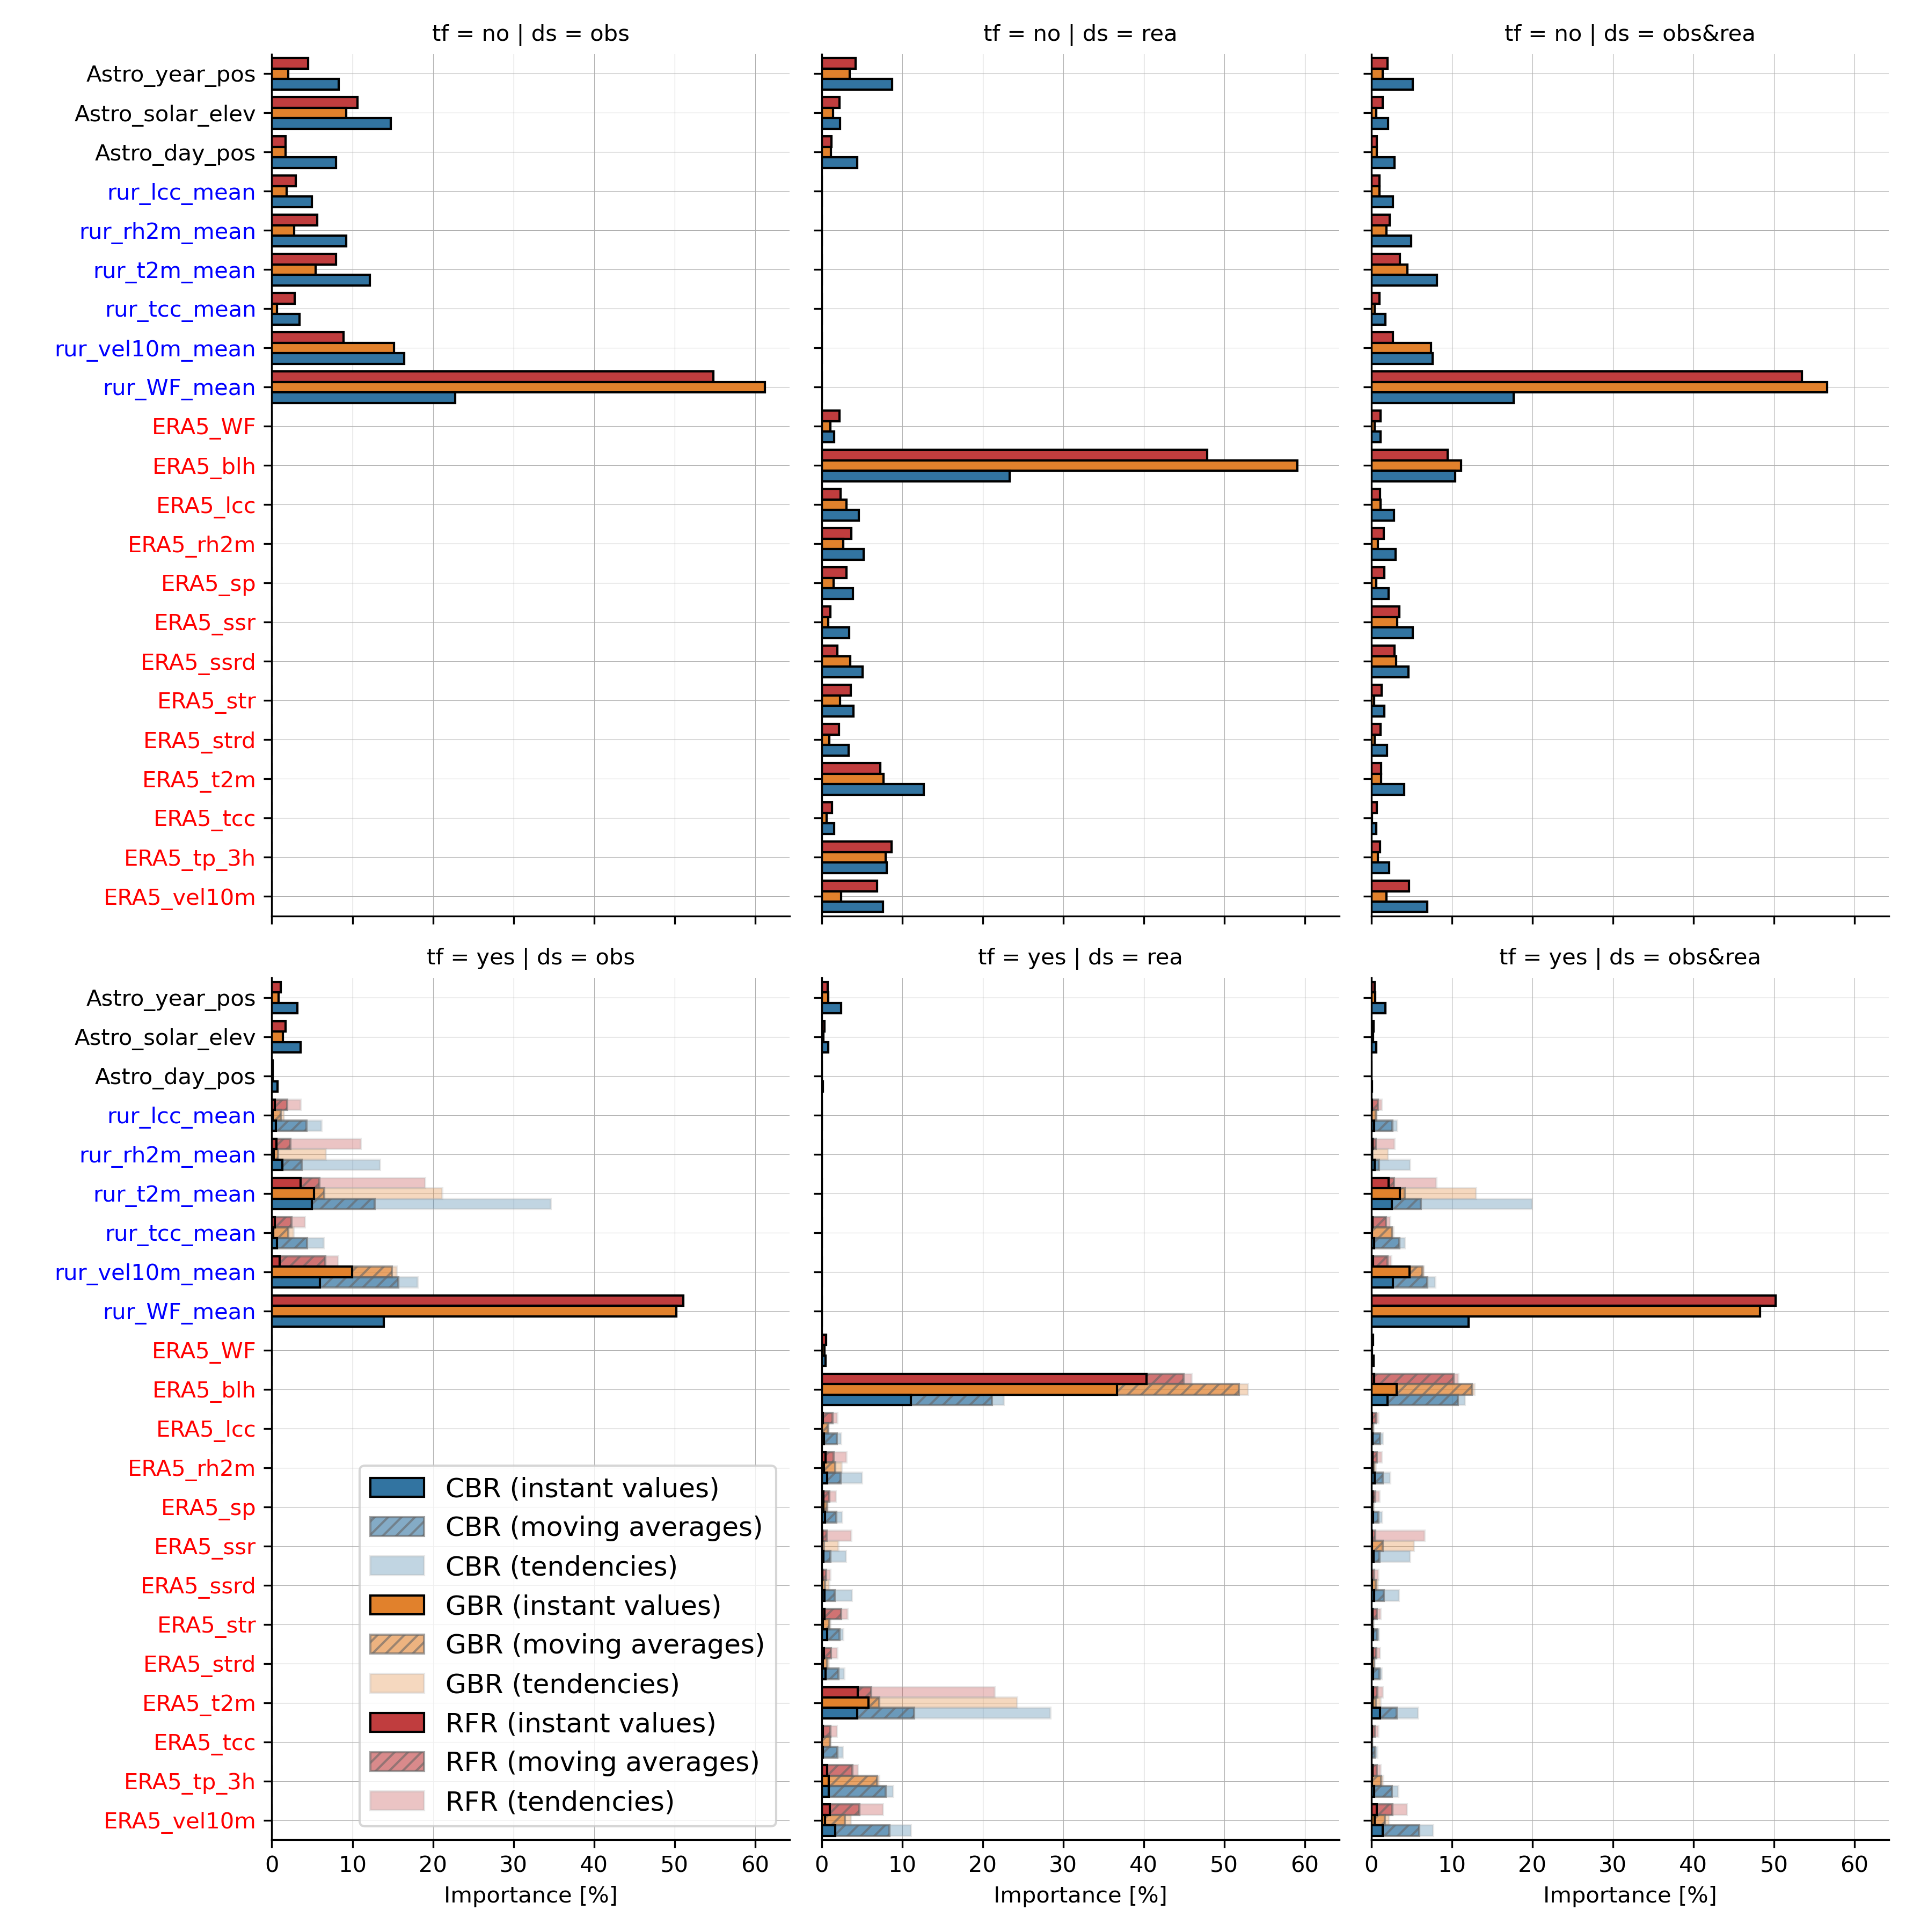 tf = no | ds = obs
tf = no | ds = rea
tf = no | ds = obs&rea
Astro_year_pos
Astro_solar_elev
Astro_day_pos
rur_lcc_mean
rur_rh2m_mean
rur_t2m_mean
rur_tcc_mean
rur_vel10m_mean
rur_WF_mean
ERA5_WF
ERA5_blh
ERA5_lcc
ERA5_rh2m
ERA5_sp
ERA5_ssr
ERA5_ssrd
ERA5_str
ERA5_strd
ERA5_t2m
ERA5_tcc
ERA5_tp_3h
ERA5_vel10m
tf = yes | ds = obs
tf = yes | ds = rea
tf = yes | ds = obs&rea
Astro_year_pos
Astro_solar_elev
Astro_day_pos
rur_lcc_mean
rur_rh2m_mean
rur_t2m_mean
rur_tcc_mean
rur_vel10m_mean
rur_WF_mean
ERA5_WF
ERA5_blh
ERA5_lcc
ERA5_rh2m
ERA5_sp
ERA5_ssr
ERA5_ssrd
ERA5_str
ERA5_strd
ERA5_t2m
ERA5_tcc
ERA5_tp_3h
ERA5_vel10m
CBR (instant values)
CBR (moving averages)
CBR (tendencies)
GBR (instant values)
GBR (moving averages)
GBR (tendencies)
RFR (instant values)
RFR (moving averages)
RFR (tendencies)
0 10 20 30 40 50 60
0 10 20 30 40 50 60
0 10 20 30 40 50 60
Importance [%]
Importance [%]
Importance [%]